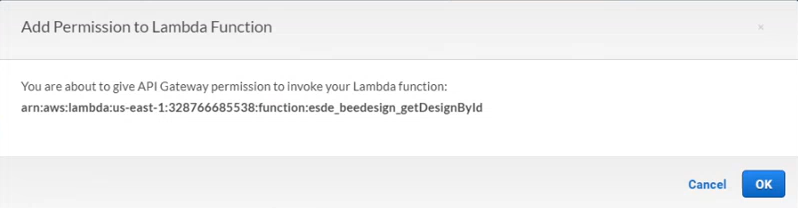 Add Permission to Lambda Function
×
You are about to give API Gateway permission to invoke your Lambda function:
arn:aws:lambda:us-east-1:328766685538:function:esde_beedesign_getDesignById
Cancel OK